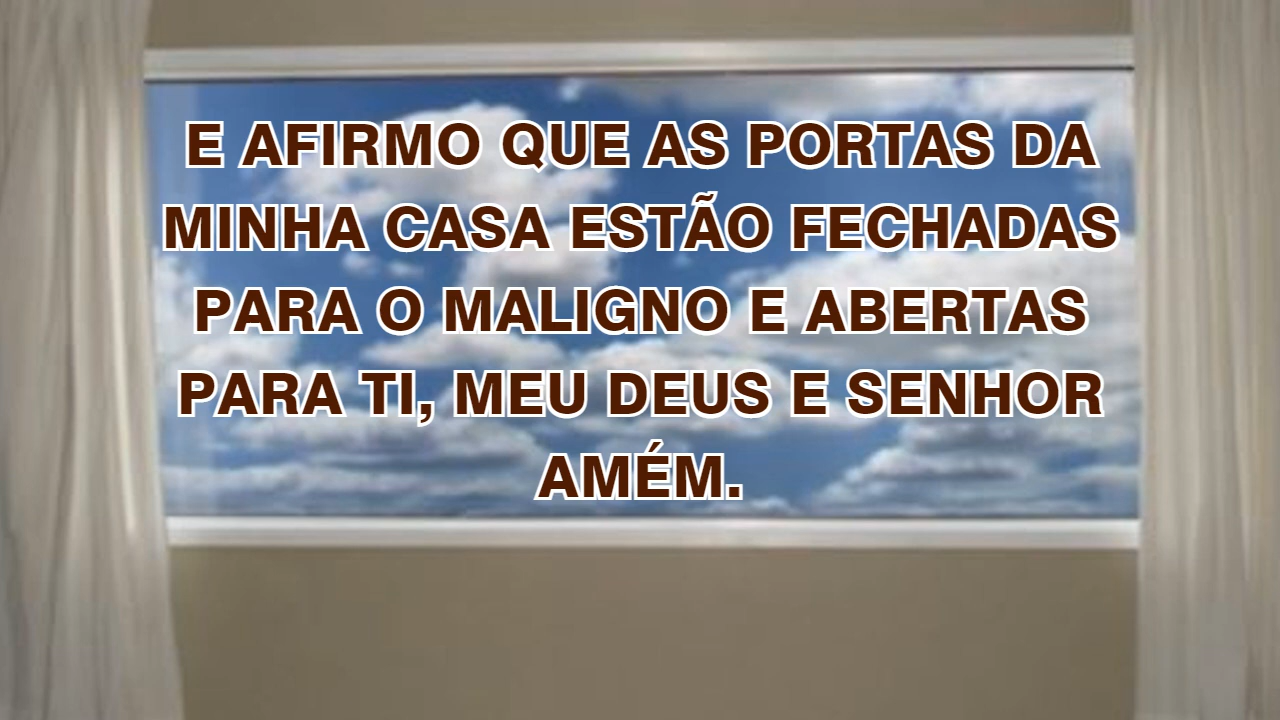 E AFIRMO QUE AS PORTAS DA
MINHA CASA ESTÃO FECHADAS
PARA O MALIGNO E ABERTAS
PARA TI, MEU DEUS E SENHOR
AMÉM.